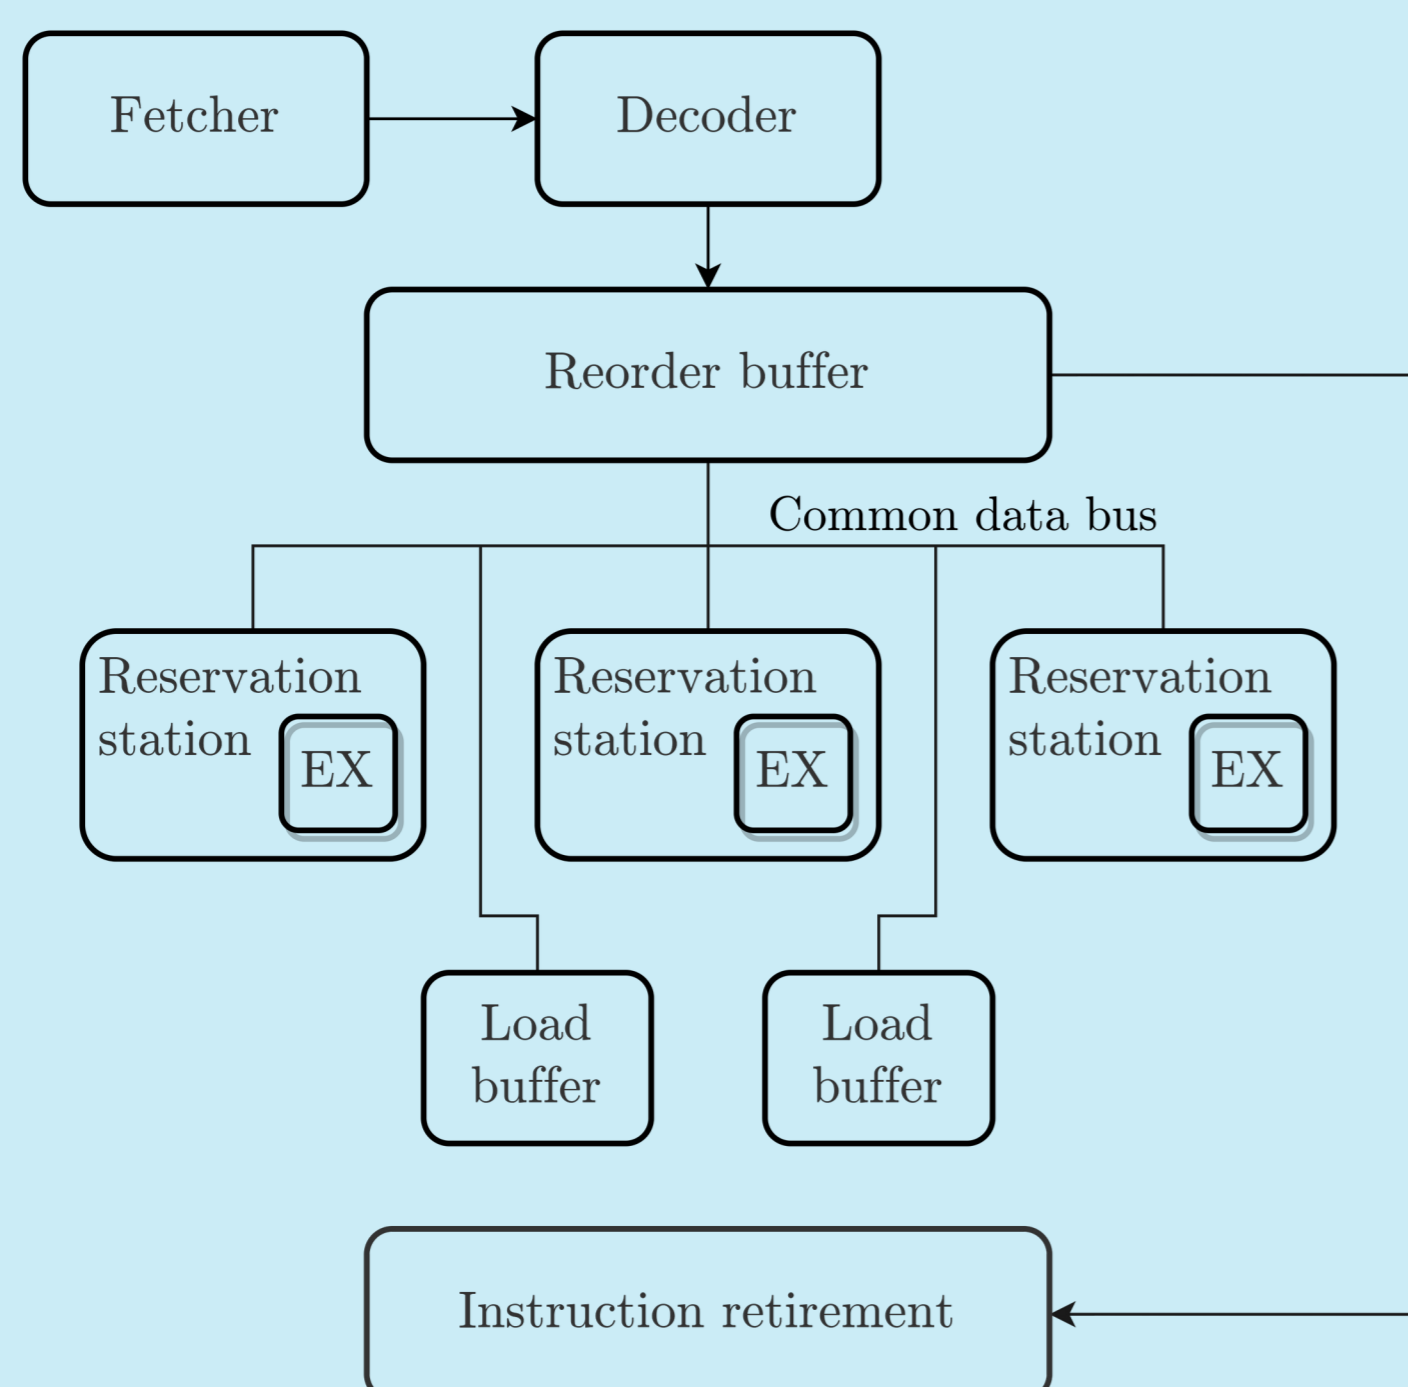 Fetcher
Decoder
Reorder buffer
Common data bus
Reservation
station
EX
Reservation
station
EX
Reservation
station
EX
Load
buffer
Load
buffer
Instruction retirement